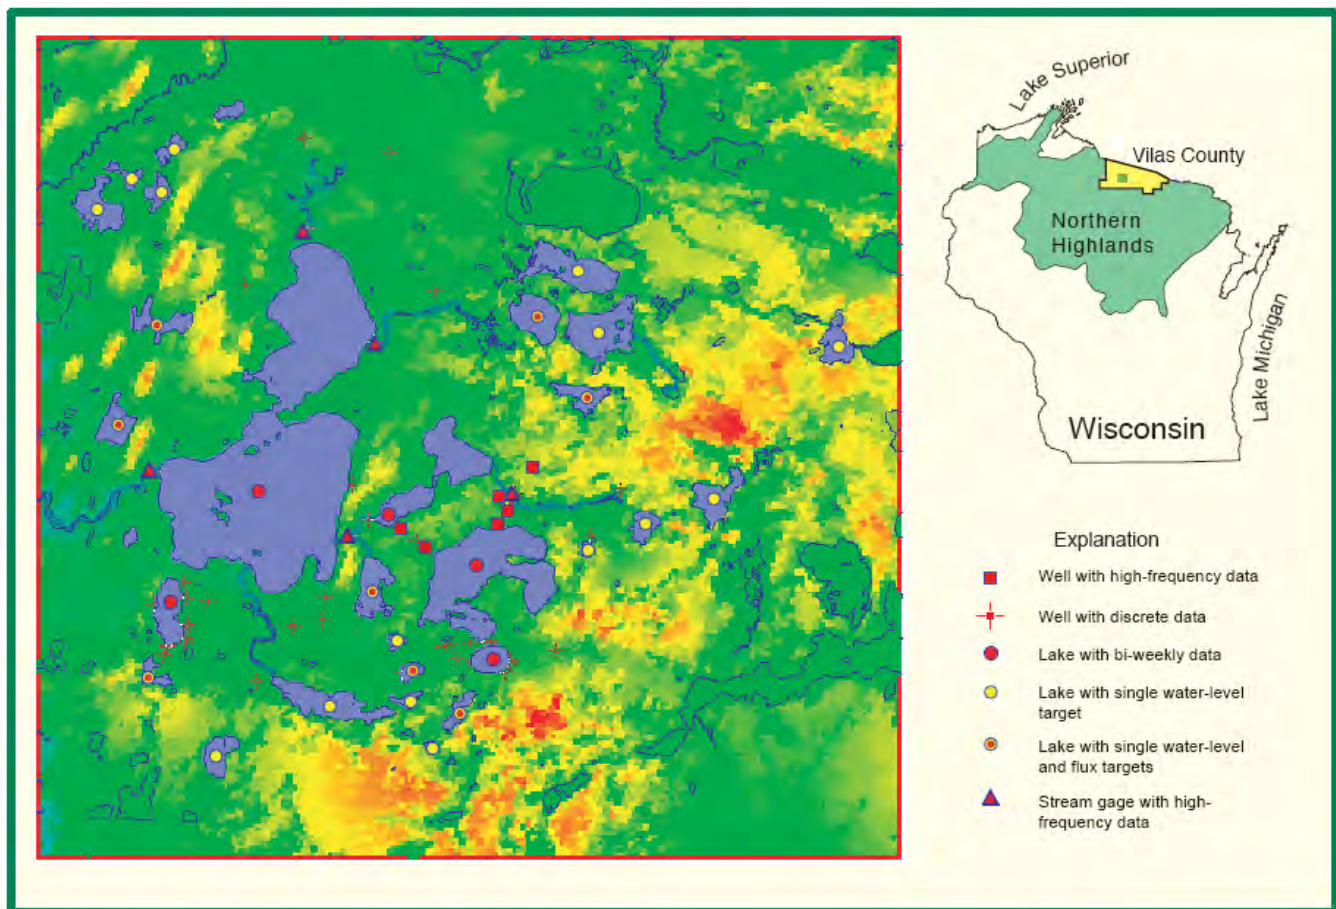 Lake Superior
Vilas County
Northern
Highlands
Lake Michigan
Wisconsin
Explanation
Well with high-frequency data
Well with discrete data
Lake with bi-weekly data
Lake with single water-level
target
Lake with single water-level
and flux targets
Stream gage with high-
frequency data